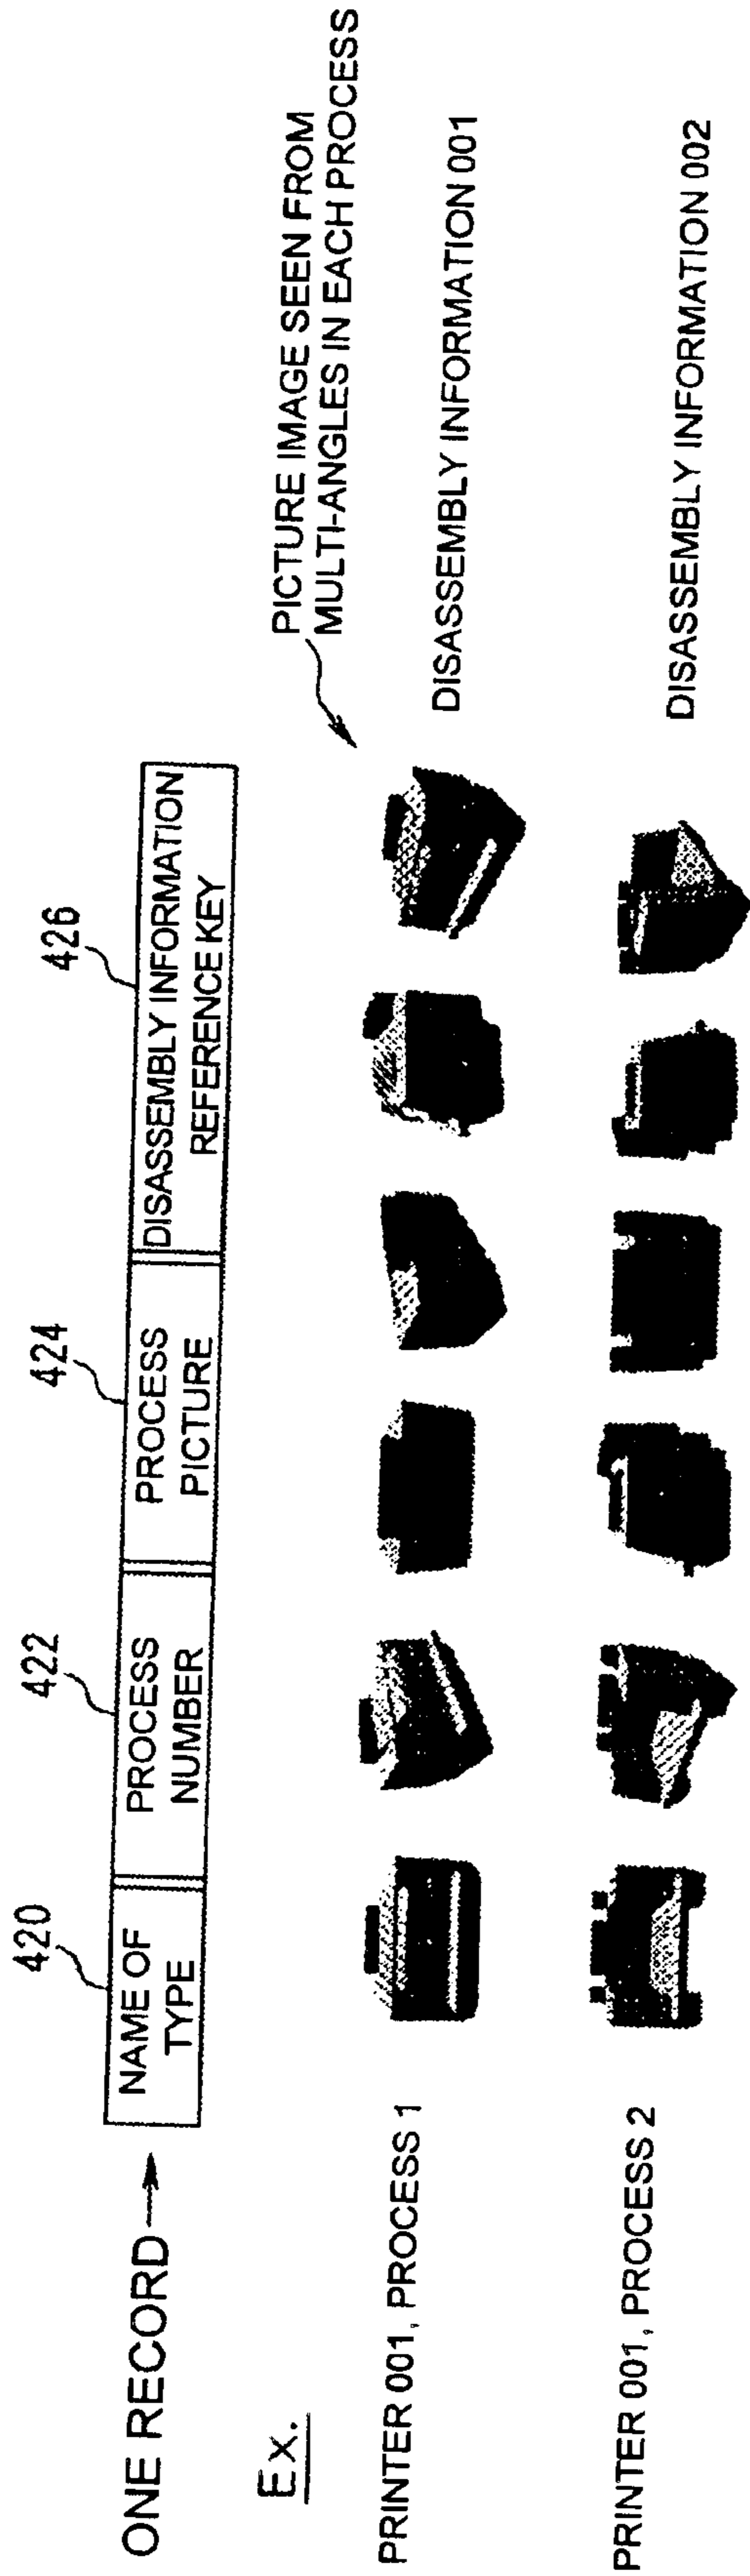 420
422
424
426
ONE RECORD
NAME OF
TYPE
PROCESS
NUMBER
PROCESS
PICTURE
DISASSEMBLY INFORMATION
REFERENCE KEY
Ex.
PICTURE IMAGE SEEN FROM
MULTI-ANGLES IN EACH PROCESS
PRINTER 001, PROCESS 1
DISASSEMBLY INFORMATION 001
PRINTER 001, PROCESS 2
DISASSEMBLY INFORMATION 002